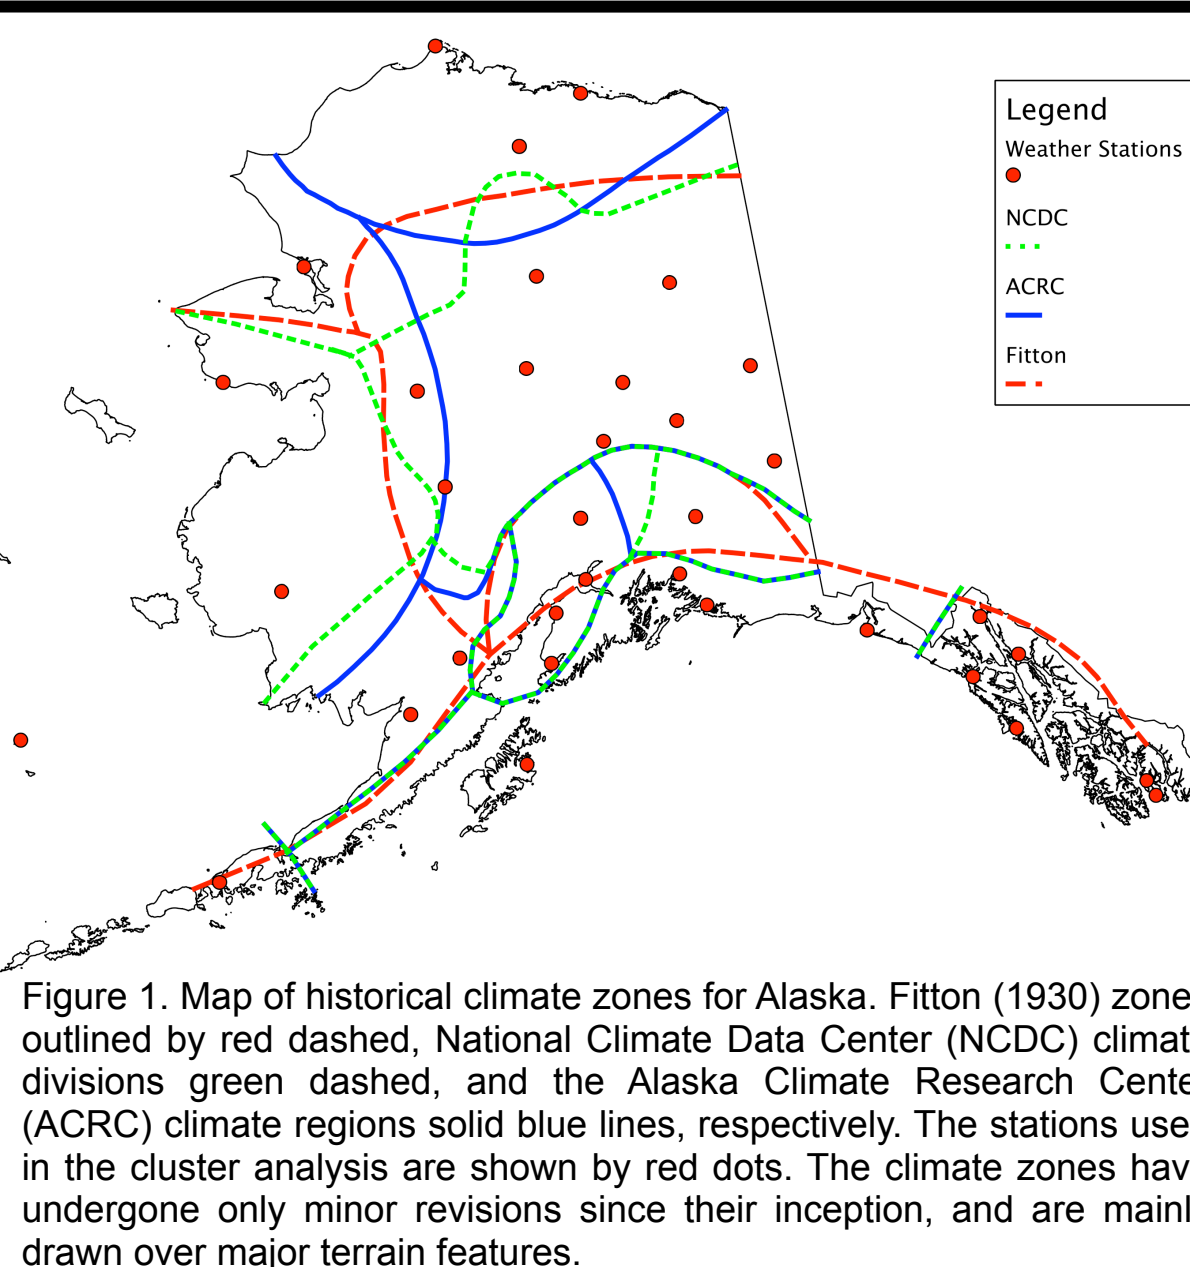 Legend
Weather Stations
NCDC
ACRC
Fitton
Figure 1. Map of historical climate zones for Alaska. Fitton (1930) zone
outlined by red dashed, National Climate Data Center (NCDC) climat
divisions green dashed, and the Alaska Climate Research Cente
(ACRC) climate regions solid blue lines, respectively. The stations use
in the cluster analysis are shown by red dots. The climate zones hav
undergone only minor revisions since their inception, and are mainl
drawn over major terrain features.